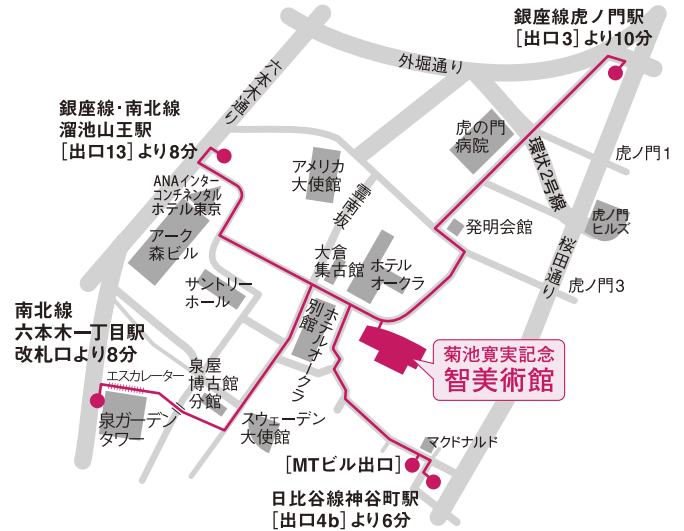 銀座線虎ノ門駅
[出口3]より10分
外堀通り
六本木通り
銀座線・南北線
溜池山王駅
[出口13]より8分
虎の門
病院
環状2号線
虎ノ門1
アメリカ
大使館
霊南坂
ANAインター
コンチネンタル
ホテル東京
発明会館
虎ノ門
ヒルズ
桜田通り
アーク
森ビル
大倉
集古館
ホテル
オークラ
サントリー
ホール
虎ノ門3
ホテルオークラ
別館
南北線
六本木一丁目駅
改札口より8分
菊池寛実記念
智美術館
エスカレーター
泉屋
博古館
分館
泉ガーデン
タワー
スウェーデン
大使館
マクドナルド
[MTビル出口]
日比谷線神谷町駅
[出口4b]より6分